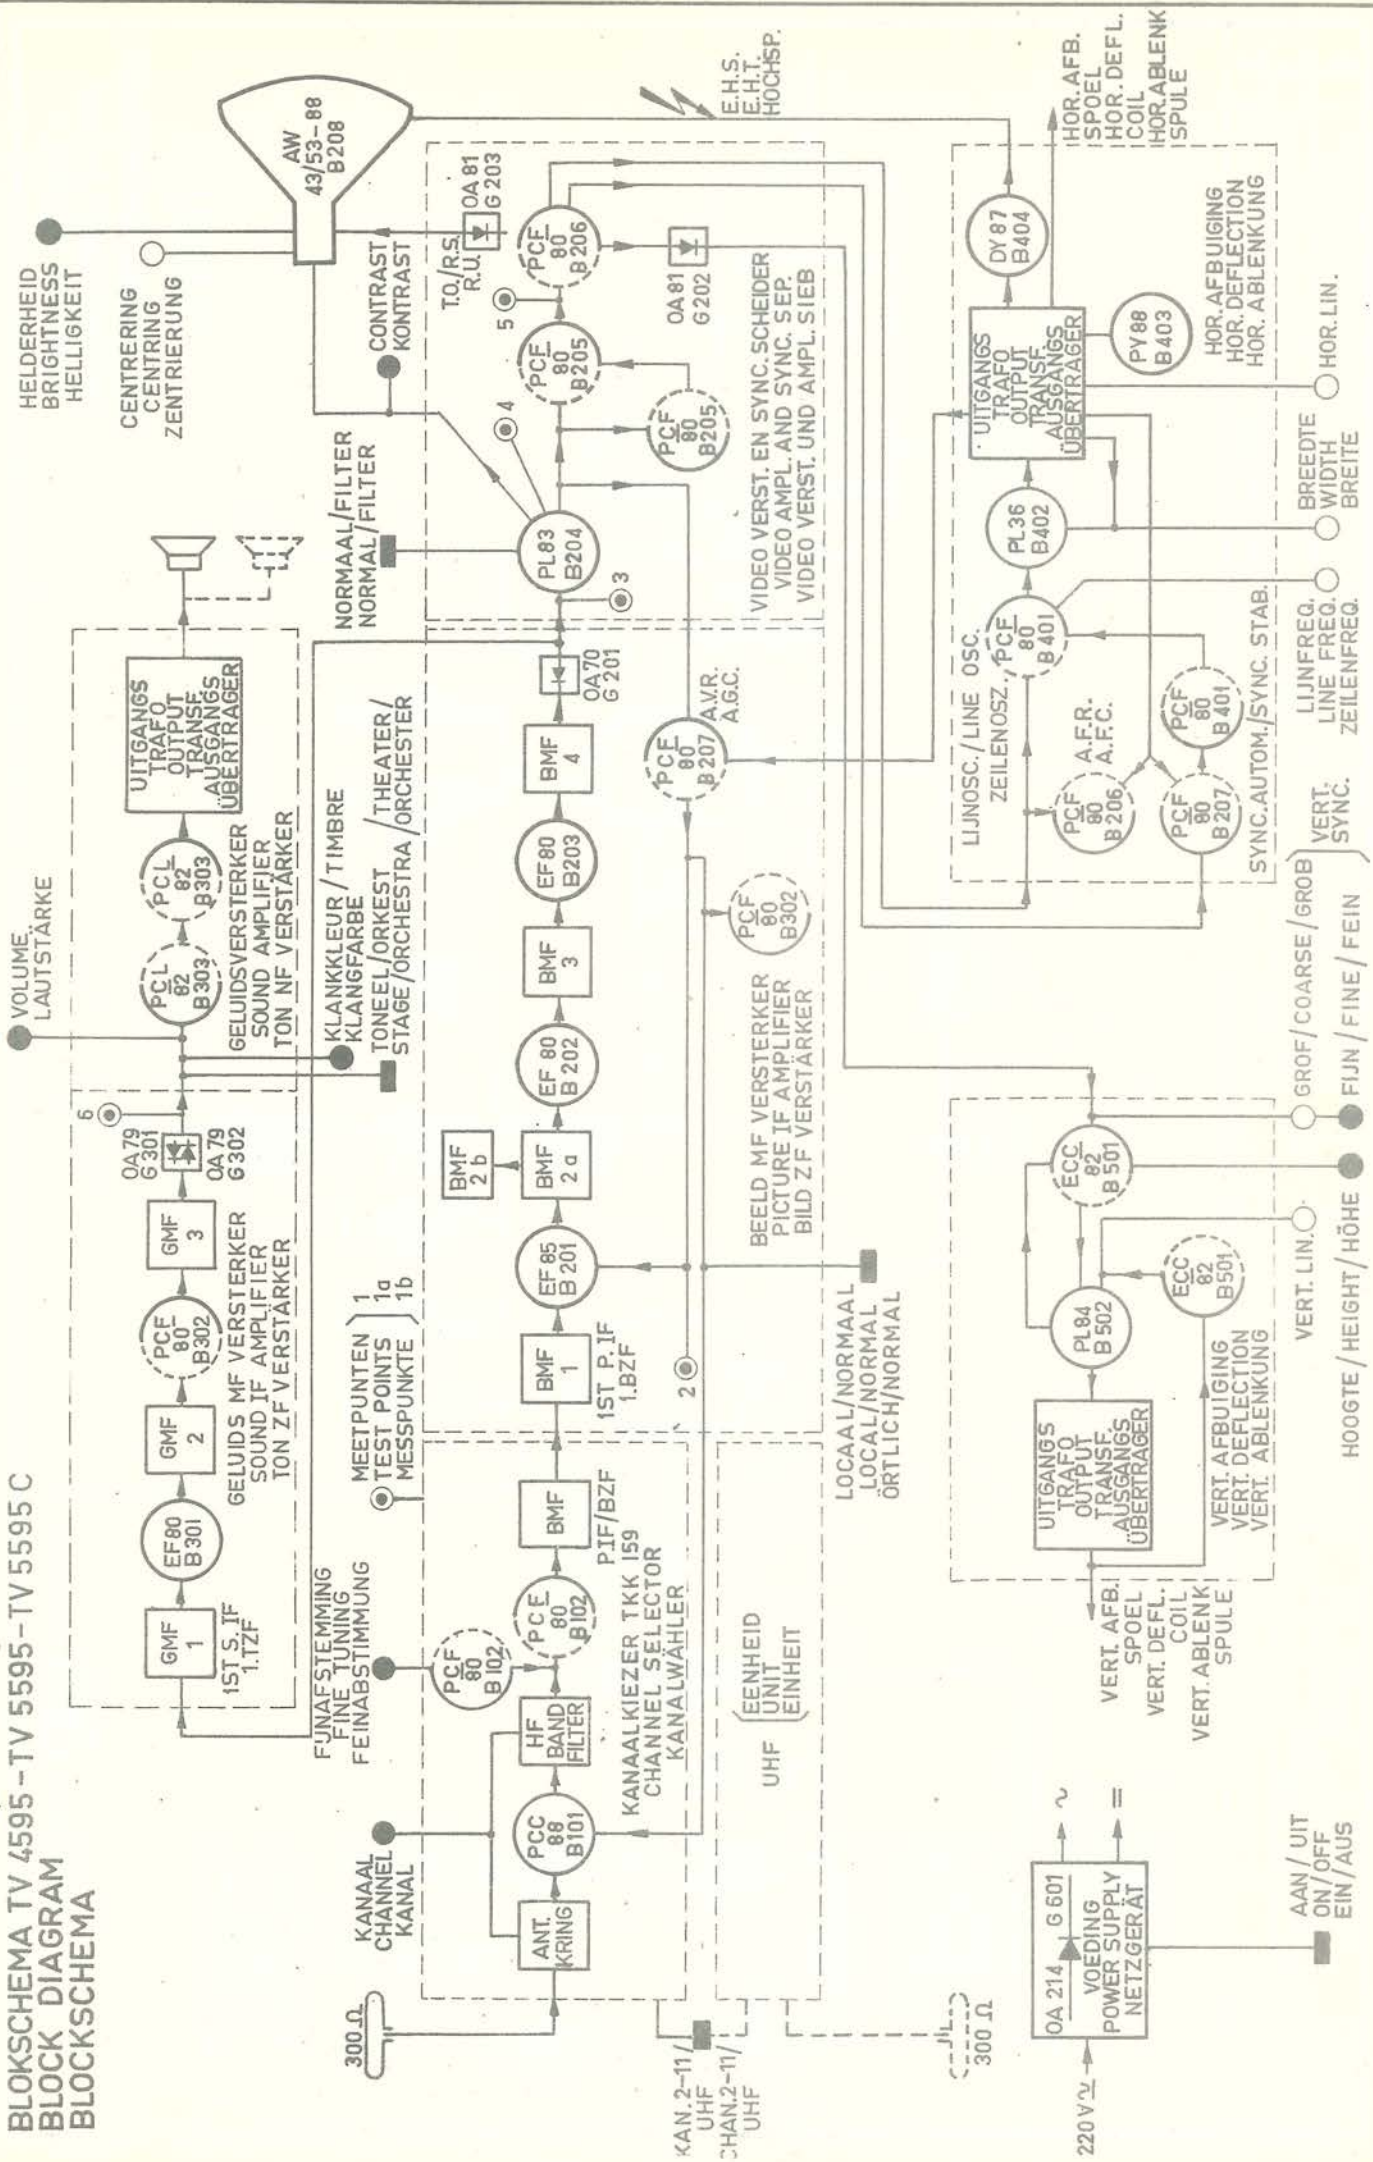 BLOKSCHEMA TV 4595 – TV 5595 – TV 5595 C
BLOCK DIAGRAM
BLOCKSCHEMA
VOLUME
LAUTSTÄRKE
HELDERHEID
BRIGHTNESS
HELLIGKEIT
CENTRERING
CENTRING
ZENTRIERUNG
GMF
1
1ST S. IF
1.TZF
EF80
B301
GMF
2
PCF
80
B302
GMF
3
OA79
G301
OA79
G302
6
GELUIDS MF VERSTERKER
SOUND IF AMPLIFIER
TON ZF VERSTÄRKER
PCL
82
B303
PCL
82
B303
UITGANGS
TRAFO
OUTPUT
TRANSF.
AUSGANGS
ÜBERTRAGER
GELUIDSVERSTERKER
SOUND AMPLIFIER
TON NF VERSTÄRKER
KLANKKLEUR / TIMBRE
KLANGFARBE
TONEEL/ORKEST
STAGE/ORCHESTRA/THEATER/
ORCHESTER
NORMAAL/FILTER
NORMAL/FILTER
CONTRAST
KONTRAST
AW
43/53-88
B208
300 Ω
KANAAL
CHANNEL
KANAL
FIJNAFSTEMMING
FINE TUNING
FEINABSTIMMUNG
MEETPUNTEN
TEST POINTS
MESSPUNKTE
1
1a
1b
ANT.
KRING
PCC
88
B101
HF
BAND
FILTER
PCF
80
B102
PCF
80
B102
BMF
P.IF/BZF
KANAALKIEZER TKK 159
CHANNEL SELECTOR
KANALWÄHLER
UHF
EENHEID
UNIT
EINHEIT
KAN. 2-11/
UHF
CHAN. 2-11/
UHF
300 Ω
BMF
1
1ST P. IF
1.BZF
EF85
B201
BMF
2a
BMF
2b
EF 80
B202
BMF
3
EF80
B203
BMF
4
OA70
G201
2
PCF
80
B302
PCF
80
B207
A.V.R.
A.G.C.
BEELD MF VERSTERKER
PICTURE IF AMPLIFIER
BILD ZF VERSTÄRKER
LOCAAL/NORMAAL
LOCAL/NORMAL
ÖRTLICH/NORMAL
3
PL83
B204
4
PCF
80
B205
PCF
80
B205
5
PCF
80
B206
T.O./R.S.
R.U.
OA81
G203
OA81
G202
VIDEO VERST. EN SYNC. SCHEIDER
VIDEO AMPL. AND SYNC. SEP.
VIDEO VERST. UND AMPL. SIEB
E.H.S.
E.H.T.
HOCHSP.
LIJNOSC./LINE OSC.
ZEILENOSZ.
PCF
80
B401
PCF
80
B206
A.F.R.
A.F.C.
PCF
80
B207
PCF
80
B401
SYNC. AUTOM./SYNC. STAB.
PL36
B402
UITGANGS
TRAFO
OUTPUT
TRANSF.
AUSGANGS
ÜBERTRAGER
DY87
B404
PY88
B403
HOR. AFBUIGING
HOR. DEFLECTION
HOR. ABLENKUNG
HOR. AFB.
SPOEL
HOR. DEFL.
COIL
HOR. ABLENK
SPULE
LIJNFREQ.
LINE FREQ.
ZEILENFREQ.
BREEDTE
WIDTH
BREITE
HOR. LIN.
UITGANGS
TRAFO
OUTPUT
TRANSF.
AUSGANGS
ÜBERTRAGER
PL84
B502
ECC
82
B501
ECC
82
B501
VERT. AFBUIGING
VERT. DEFLECTION
VERT. ABLENKUNG
VERT. AFB.
SPOEL
VERT. DEFL.
COIL
VERT. ABLENK
SPULE
VERT. LIN.
HOOGTE / HEIGHT / HÖHE
GROF / COARSE / GROB
FIJN / FINE / FEIN
VERT.
SYNC.
220V
OA 214 G 601
VOEDING
POWER SUPPLY
NETZGERÄT
~
=
AAN / UIT
ON / OFF
EIN / AUS